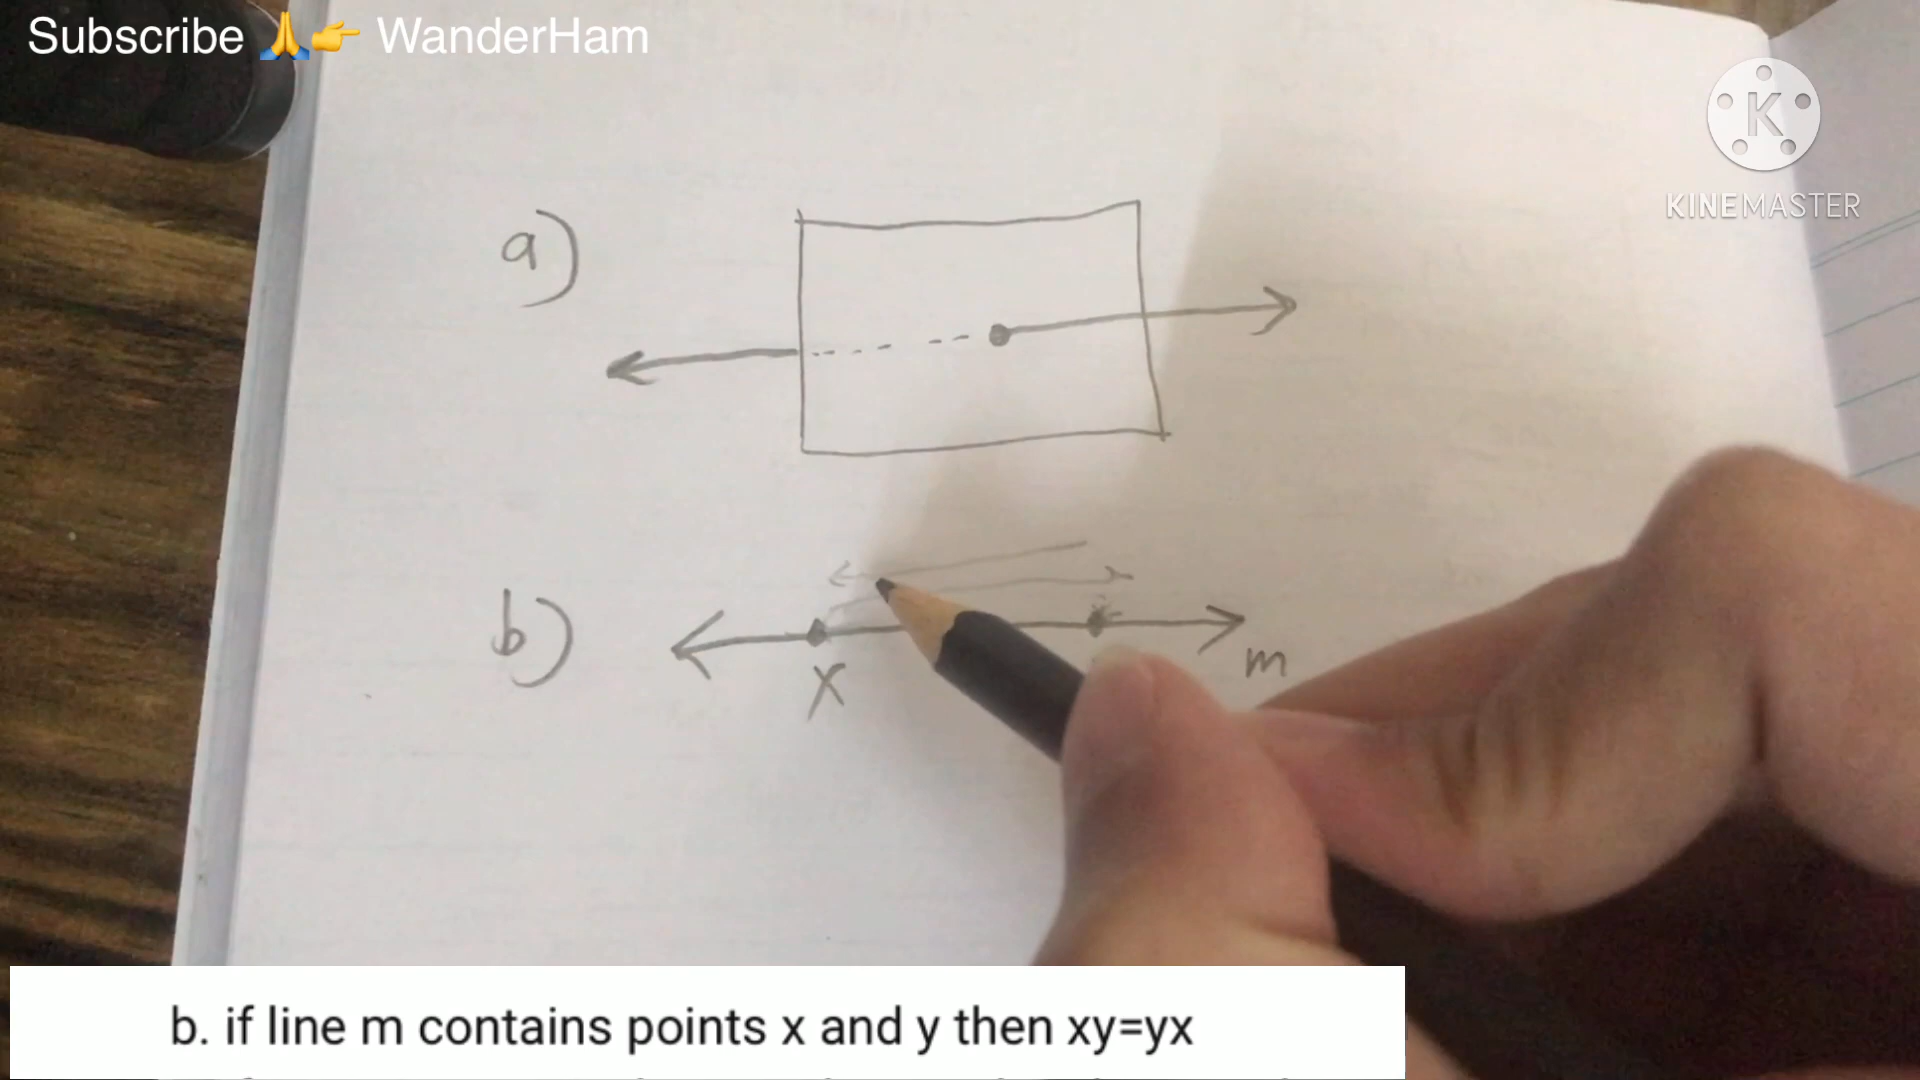 Subscribe 🙏👉 WanderHam
K
KINEMASTER
a)
b)
X
m
b. if line m contains points x and y then xy=yx